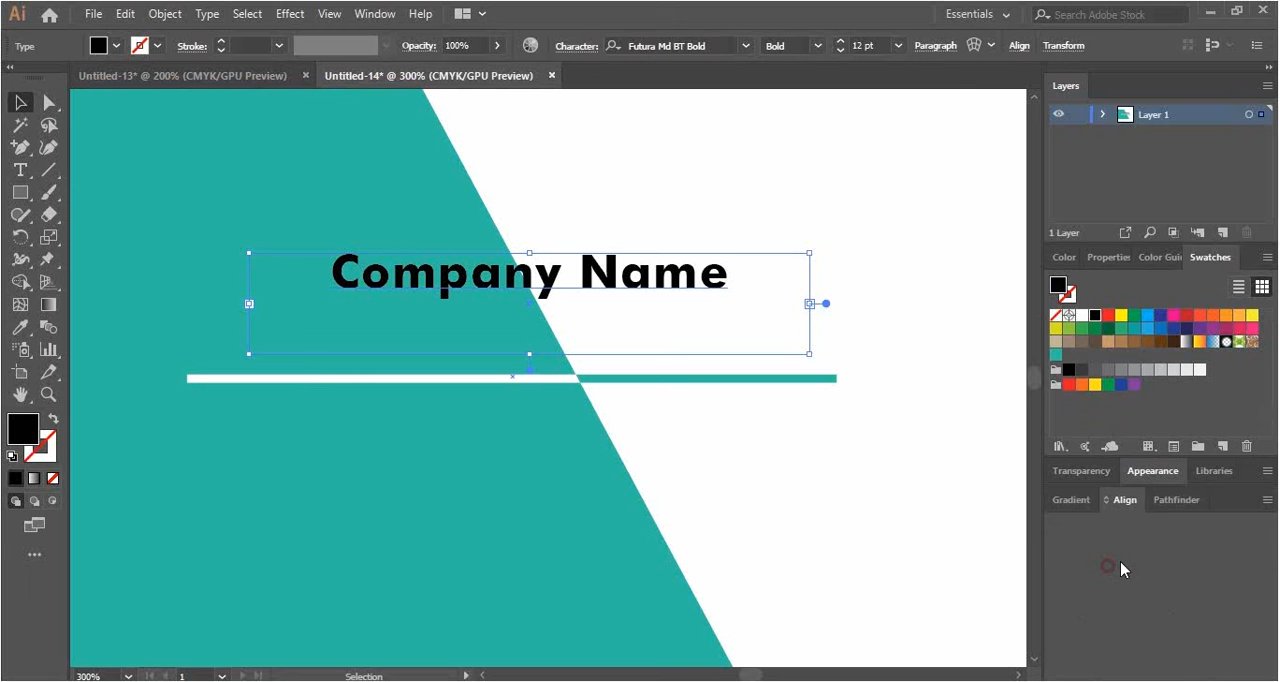 Ai File Edit Object Type Select Effect View Window Help Essentials Search Adobe Stock
Type Stroke: Opacity: 100% Character: Futura Md BT Bold Bold 12 pt Paragraph Align Transform
Untitled-13* @ 200% (CMYK/GPU Preview) × Untitled-14* @ 300% (CMYK/GPU Preview) ×
Layers
Layer 1
1 Layer
Color Propertie: Color Guid Swatches
Company Name
Transparency Appearance Libraries
Gradient Align Pathfinder
300% 1 Selection